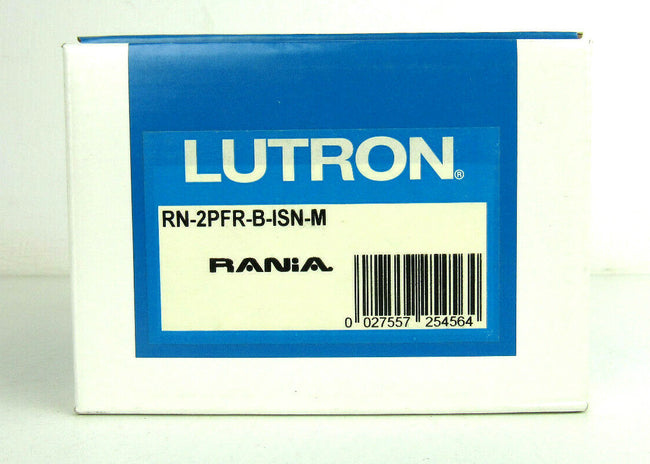 LUTRON®
RN-2PFR-B-ISN-M
RANiA
0 027557 254564